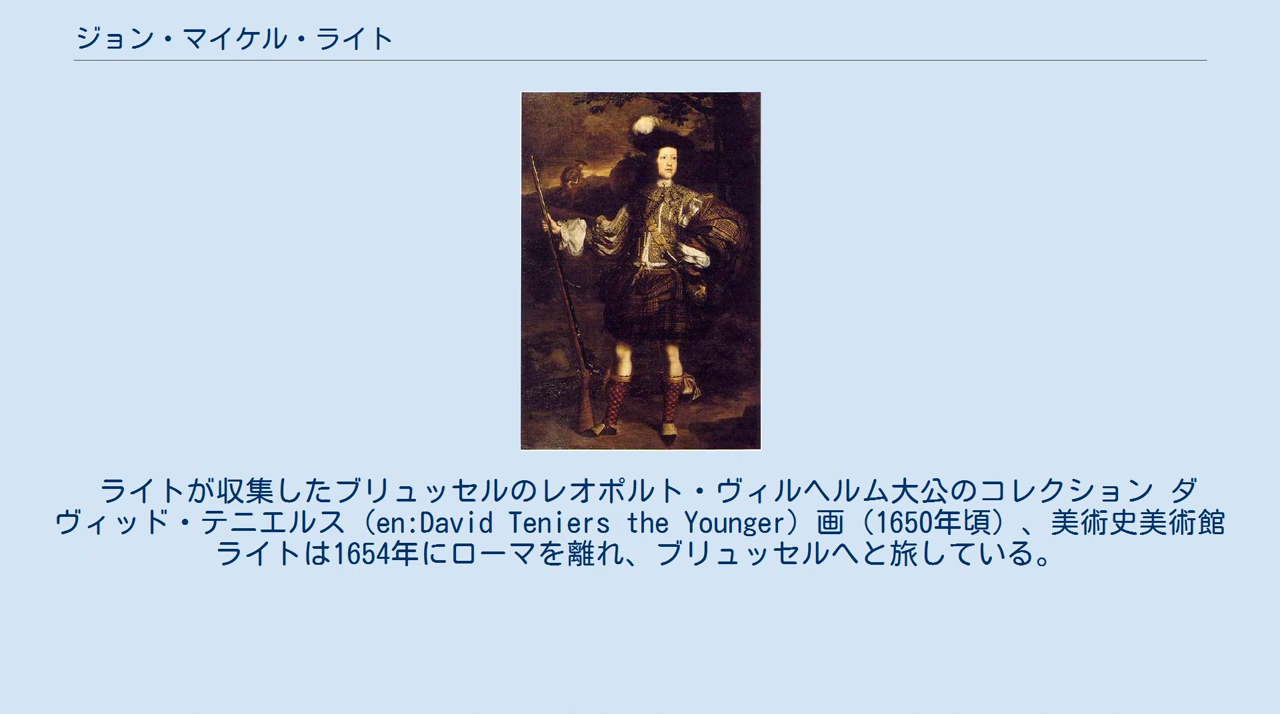 ジョン・マイケル・ライト
ライトが収集したブリュッセルのレオポルト・ヴィルヘルム大公のコレクション ダ
ヴィッド・テニエルス（en:David Teniers the Younger）画（1650年頃）、美術史美術館
ライトは1654年にローマを離れ、ブリュッセルへと旅している。